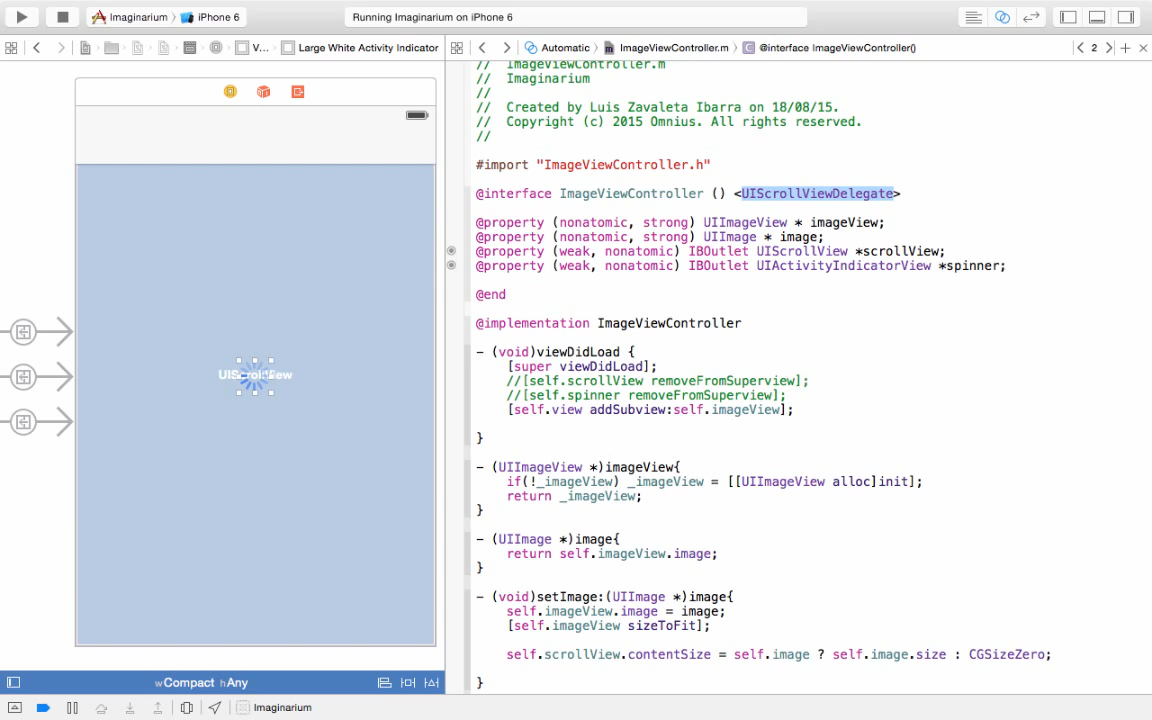 Imaginarium
iPhone 6
Running Imaginarium on iPhone 6
V...
Large White Activity Indicator
Automatic
ImageViewController.m
@interface ImageViewController()
2
//  ImageViewController.m
//  Imaginarium
//
//  Created by Luis Zavaleta Ibarra on 18/08/15.
//  Copyright (c) 2015 Omnius. All rights reserved.
//
#import "ImageViewController.h"
@interface ImageViewController () <UIScrollViewDelegate>
@property (nonatomic, strong) UIImageView * imageView;
@property (nonatomic, strong) UIImage * image;
@property (weak, nonatomic) IBOutlet UIScrollView *scrollView;
@property (weak, nonatomic) IBOutlet UIActivityIndicatorView *spinner;
@end
@implementation ImageViewController
- (void)viewDidLoad {
[super viewDidLoad];
//[self.scrollView removeFromSuperview];
//[self.spinner removeFromSuperview];
[self.view addSubview:self.imageView];
}
- (UIImageView *)imageView{
if(!_imageView) _imageView = [[UIImageView alloc]init];
return _imageView;
}
- (UIImage *)image{
return self.imageView.image;
}
- (void)setImage:(UIImage *)image{
self.imageView.image = image;
[self.imageView sizeToFit];
self.scrollView.contentSize = self.image ? self.image.size : CGSizeZero;
}
UIScrollView
wCompact hAny
Imaginarium